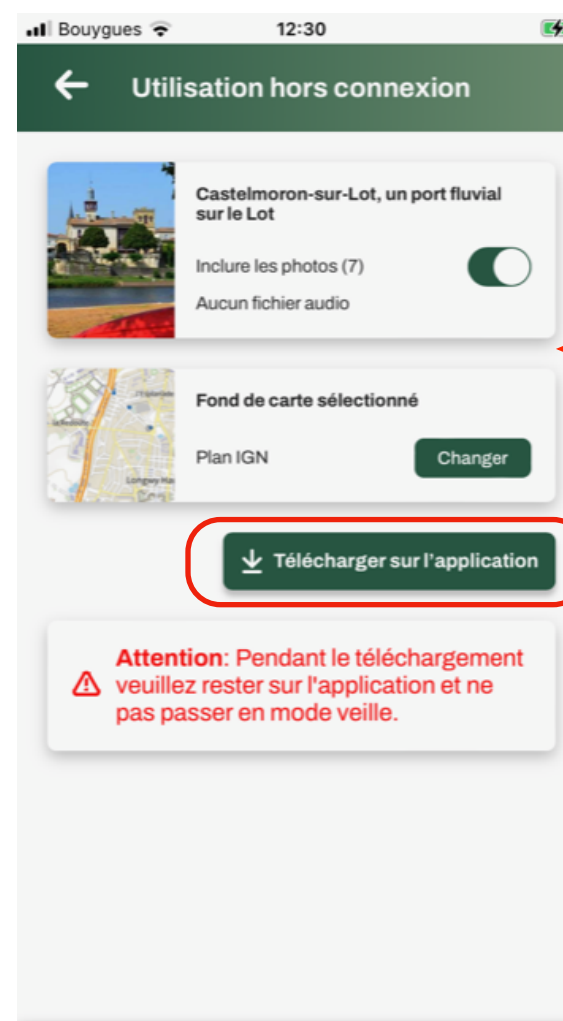 Bouygues 12:30
Utilisation hors connexion
Castelmoron-sur-Lot, un port fluvial
sur le Lot
Inclure les photos (7)
Aucun fichier audio
Fond de carte sélectionné
Plan IGN
Changer
Longwy Ha
Télécharger sur l'application
Attention: Pendant le téléchargement
veuillez rester sur l'application et ne
pas passer en mode veille.